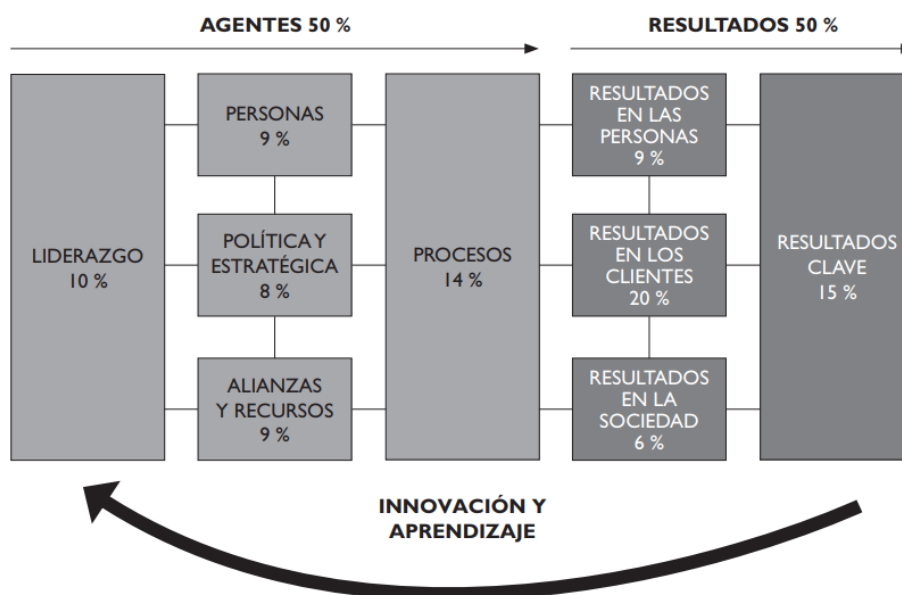 AGENTES 50 %
RESULTADOS 50 %
LIDERAZGO
10 %
PERSONAS
9 %
POLÍTICA Y
ESTRATÉGICA
8 %
ALIANZAS
Y RECURSOS
9 %
PROCESOS
14 %
RESULTADOS
EN LAS
PERSONAS
9 %
RESULTADOS
EN LOS
CLIENTES
20 %
RESULTADOS
EN LA
SOCIEDAD
6 %
RESULTADOS
CLAVE
15 %
INNOVACIÓN Y
APRENDIZAJE